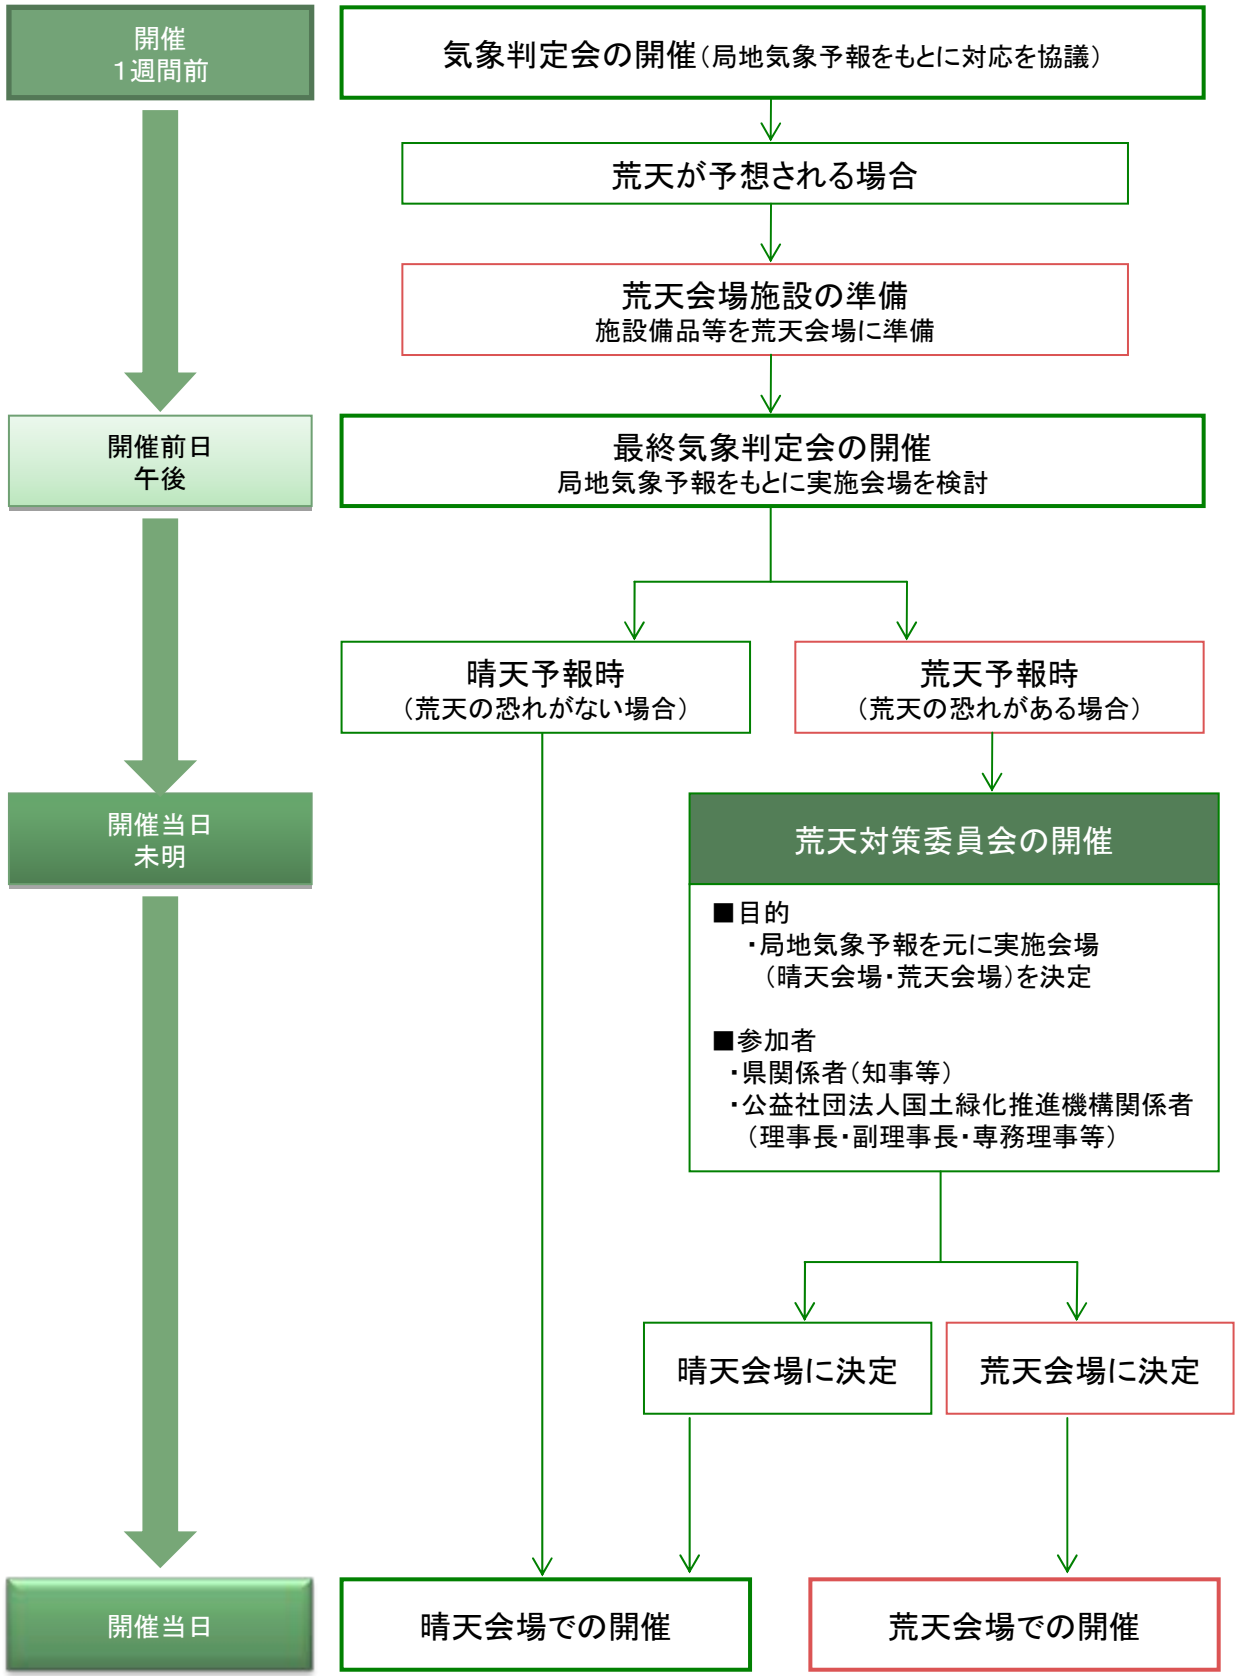 開催
１週間前
気象判定会の開催（局地気象予報をもとに対応を協議）
荒天が予想される場合
荒天会場施設の準備
施設備品等を荒天会場に準備
開催前日
午後
最終気象判定会の開催
局地気象予報をもとに実施会場を検討
晴天予報時
（荒天の恐れがない場合）
荒天予報時
（荒天の恐れがある場合）
開催当日
未明
荒天対策委員会の開催
■目的
・局地気象予報を元に実施会場
（晴天会場・荒天会場）を決定
■参加者
・県関係者（知事等）
・公益社団法人国土緑化推進機構関係者
（理事長・副理事長・専務理事等）
晴天会場に決定
荒天会場に決定
開催当日
晴天会場での開催
荒天会場での開催